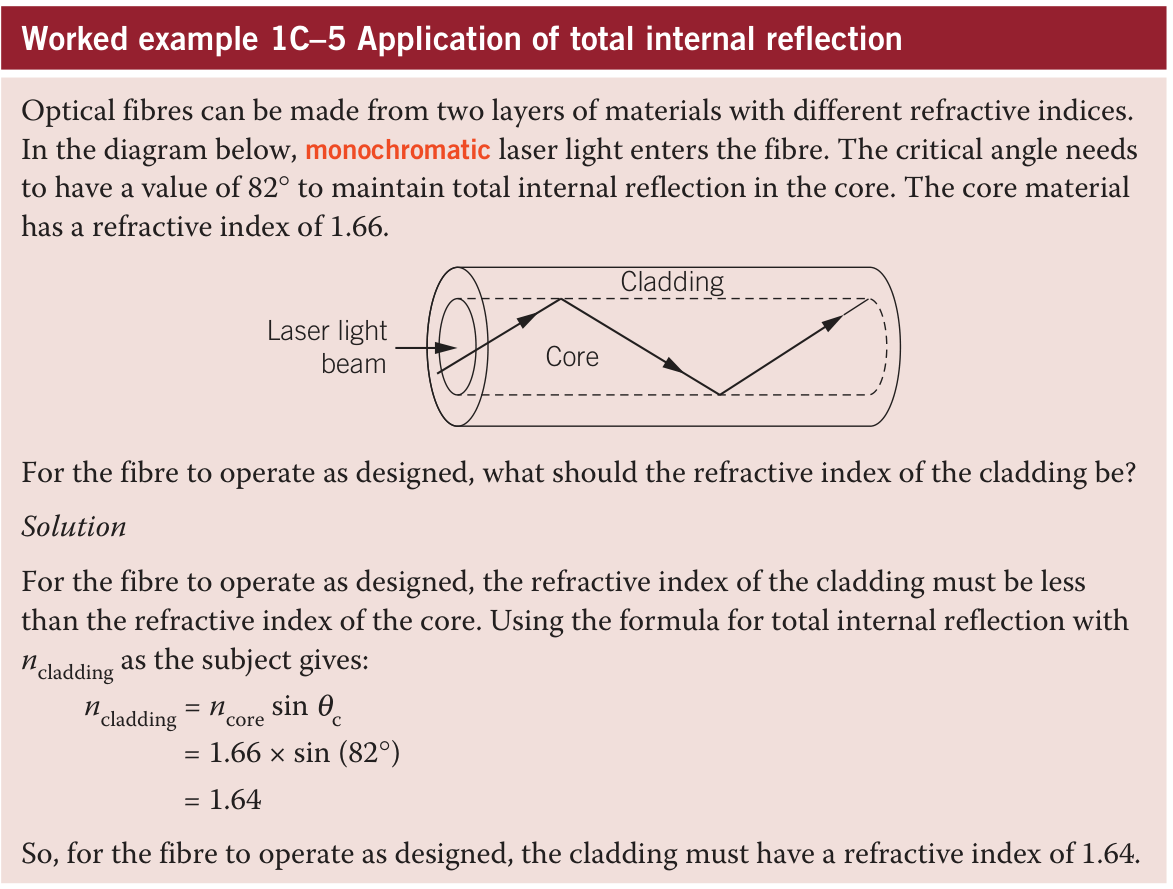 Worked example 1C–5 Application of total internal reflection
Optical fibres can be made from two layers of materials with different refractive indices.
In the diagram below, monochromatic laser light enters the fibre. The critical angle needs
to have a value of 82° to maintain total internal reflection in the core. The core material
has a refractive index of 1.66.
Cladding
Laser light
beam
Core
For the fibre to operate as designed, what should the refractive index of the cladding be?
Solution
For the fibre to operate as designed, the refractive index of the cladding must be less
than the refractive index of the core. Using the formula for total internal reflection with
n_cladding as the subject gives:
n_cladding = n_core sin θ_c
= 1.66 × sin (82°)
= 1.64
So, for the fibre to operate as designed, the cladding must have a refractive index of 1.64.